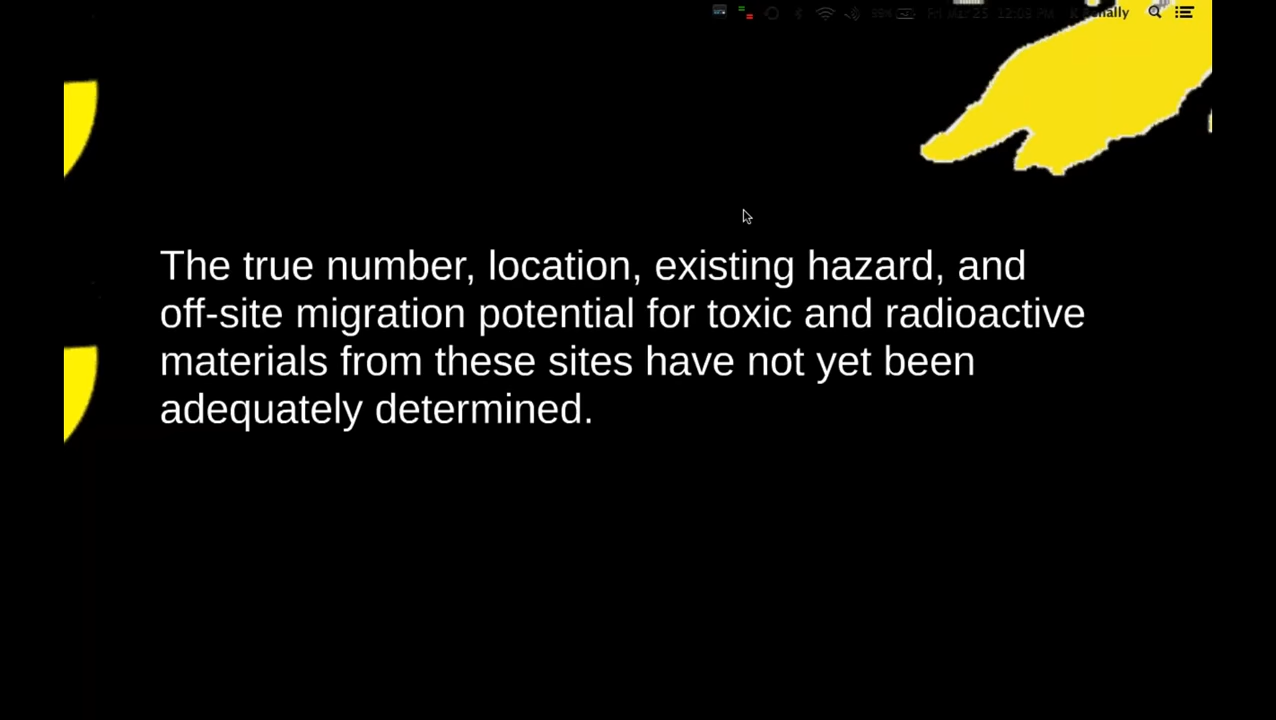 The true number, location, existing hazard, and
off-site migration potential for toxic and radioactive
materials from these sites have not yet been
adequately determined.